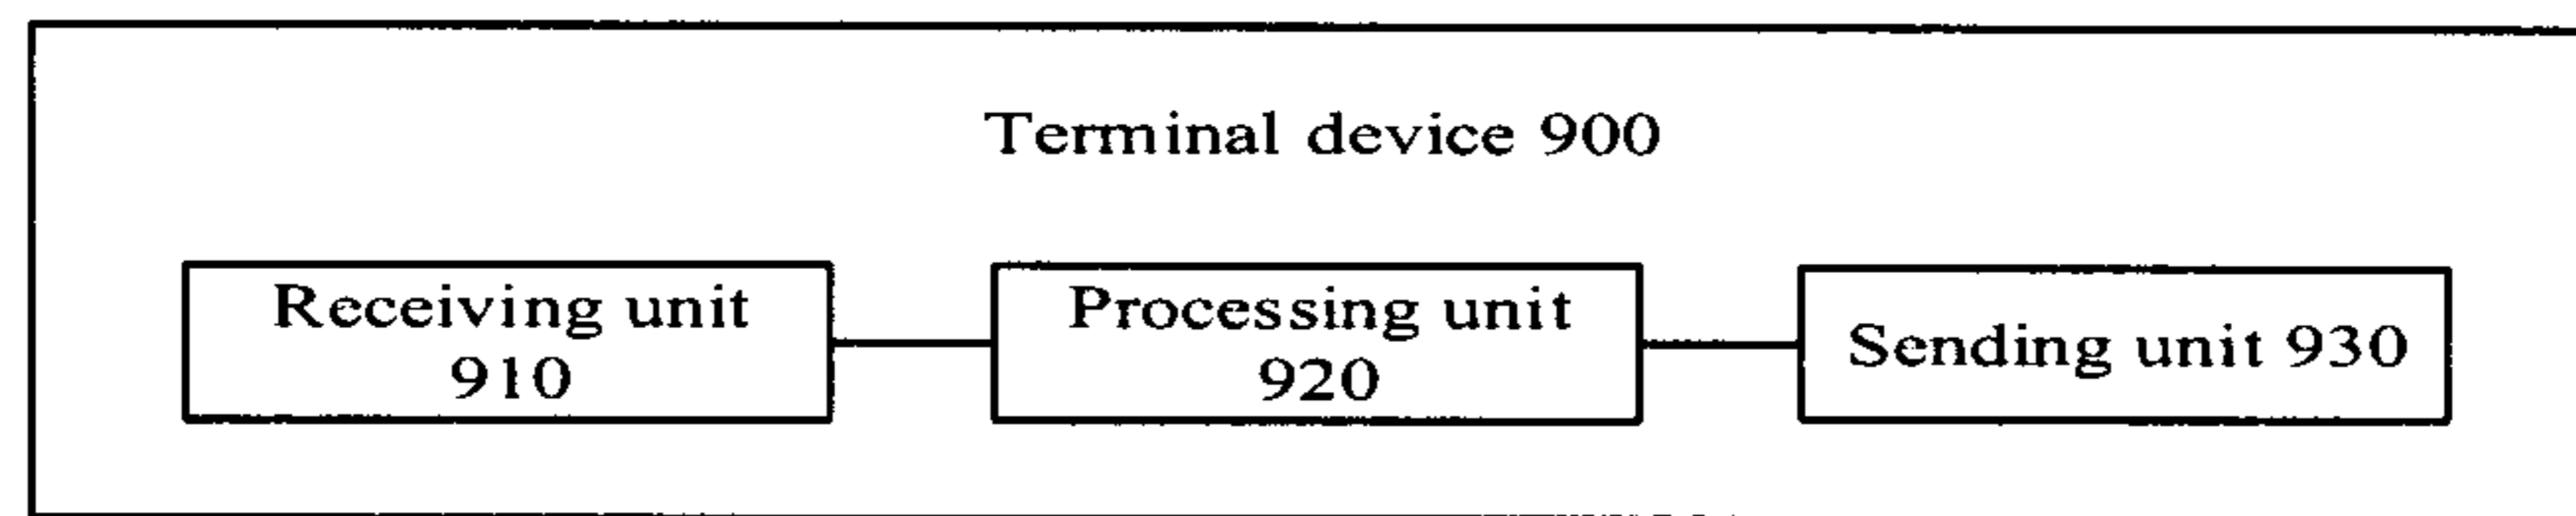 Terminal device 900
Receiving unit
910
Processing unit
920
Sending unit 930